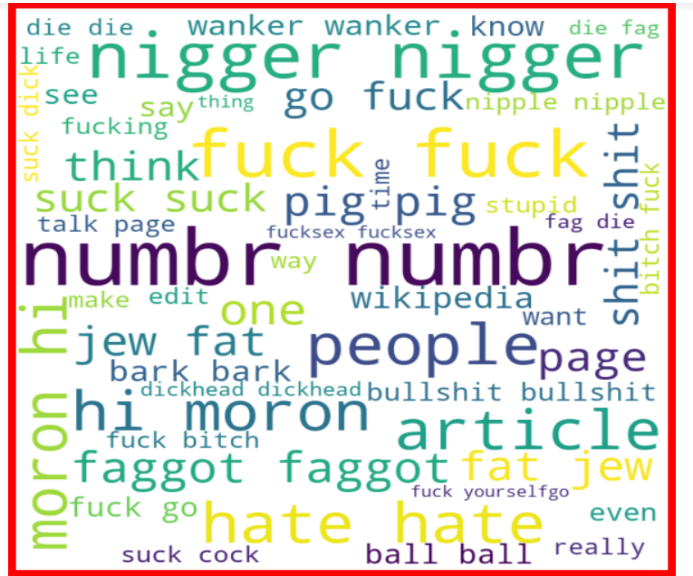 die die wanker wanker know die fag
life nigger nigger
suck dick
see say thing go fuck nipple nipple
fucking
think fuck fuck
time
shit shit
bitch fuck
suck suck pig pig stupid
talk page fucksex fucksex fag die
numbr numbr
way
moron hi
make edit one wikipedia want
jew fat people page
bark bark
dickhead dickhead bullshit bullshit
hi moron article
fuck bitch
faggot faggot fat jew
fuck yourselfgo
fuck go hate hate even
suck cock ball ball really